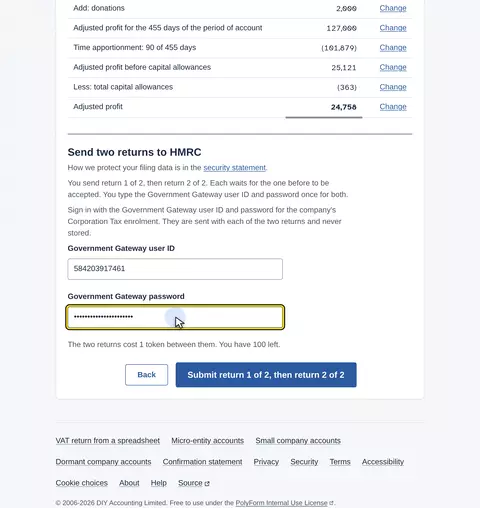 Add: donations 2,000 Change
Adjusted profit for the 455 days of the period of account 127,000 Change
Time apportionment: 90 of 455 days (101,879) Change
Adjusted profit before capital allowances 25,121 Change
Less: total capital allowances (363) Change
Adjusted profit 24,758 Change
Send two returns to HMRC
How we protect your filing data is in the security statement.
You send return 1 of 2, then return 2 of 2. Each waits for the one before to be
accepted. You type the Government Gateway user ID and password once for both.
Sign in with the Government Gateway user ID and password for the company's
Corporation Tax enrolment. They are sent with each of the two returns and never
stored.
Government Gateway user ID
584203917461
Government Gateway password
••••••••••••••••••••••
The two returns cost 1 token between them. You have 100 left.
Back Submit return 1 of 2, then return 2 of 2
VAT return from a spreadsheet Micro-entity accounts Small company accounts
Dormant company accounts Confirmation statement Privacy Security Terms Accessibility
Cookie choices About Help Source
© 2006-2026 DIY Accounting Limited. Free to use under the PolyForm Internal Use License.